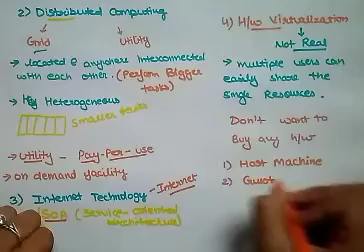 2) Distributed Computing
Grid
Utility
→ located @ anywhere Interconnected
with each other. (Perform Bigger
tasks)
→ Heterogeneous
smaller tasks
→ Utility - Pay-Per-use
→ on demand facility
3) Internet Technology - Internet
SOA (Service-oriented
Architecture)
4) H/w Virtualization
Not Real
→ Multiple users can
easily share the
Single Resources.
Don't want to
Buy any h/w
1) Host Machine
2) Guest